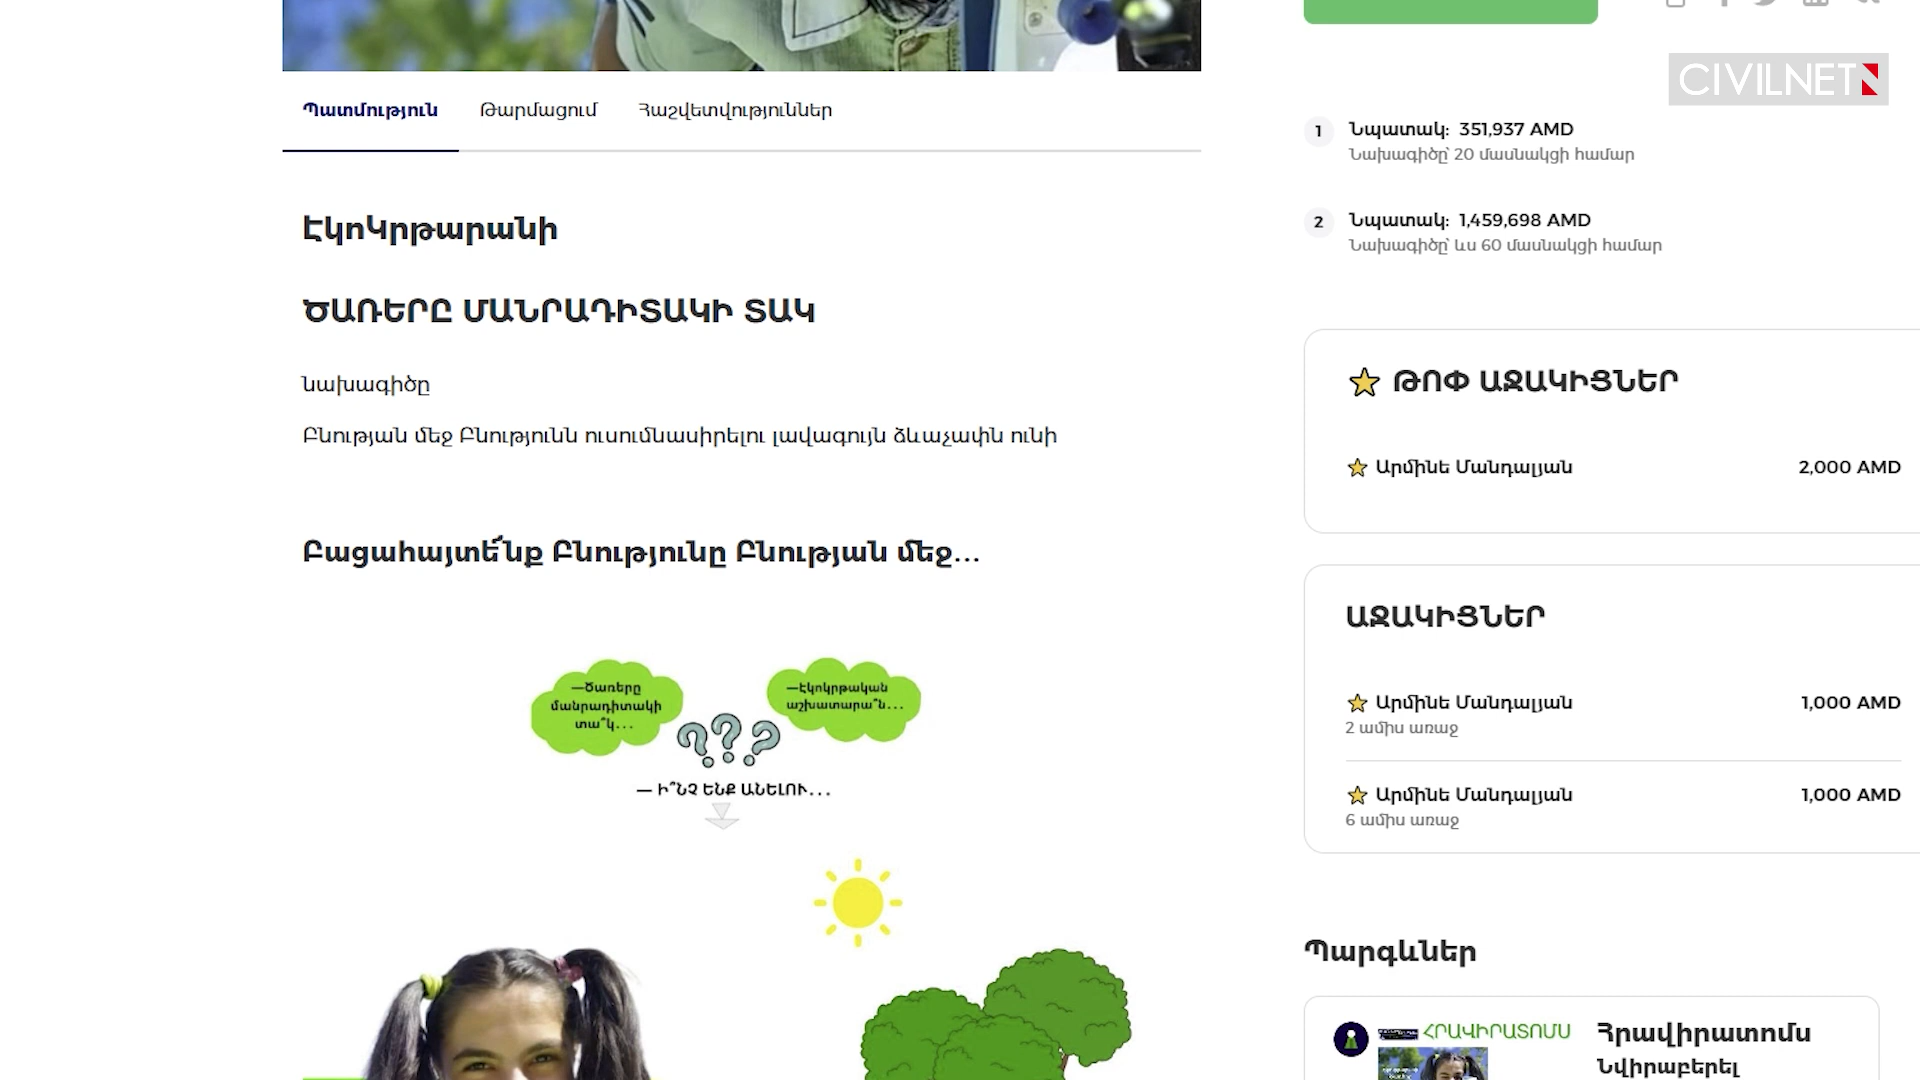 CIVILNET
Պատմություն
Թարմացում
Հաշվետվություններ
ԷկոԿրթարանի
ԾԱՌԵՐԸ ՄԱՆՐԱԴԻՏԱԿԻ ՏԱԿ
նախագիծը
Բնության մեջ Բնությունն ուսումնասիրելու լավագույն ձևաչափն ունի
Բացահայտե՜նք Բնությունը Բնության մեջ...
—Ծառերը
մանրադիտակի
տա՞կ...
—Էկոկրթական
աշխատարա՞ն...
???
— Ի՞ՆՉ ԵՆՔ ԱՆԵԼՈՒ...
1
Նպատակ: 351,937 AMD
Նախագիծը՝ 20 մասնակցի համար
2
Նպատակ: 1,459,698 AMD
Նախագիծը՝ ևս 60 մասնակցի համար
ԹՈՓ ԱՋԱԿԻՑՆԵՐ
Արմինե Մանդալյան 2,000 AMD
ԱՋԱԿԻՑՆԵՐ
Արմինե Մանդալյան 1,000 AMD
2 ամիս առաջ
Արմինե Մանդալյան 1,000 AMD
6 ամիս առաջ
Պարգևներ
ՀՐԱՎԻՐԱՏՈՄՍ
Հրավիրատոմս
Նվիրաբերել